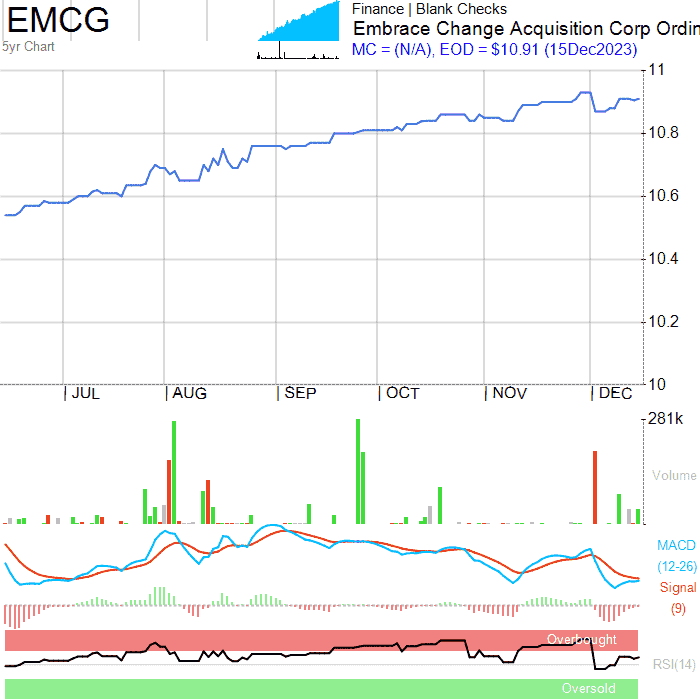 EMCG
5yr Chart
Finance | Blank Checks
Embrace Change Acquisition Corp Ordin
MC = (N/A), EOD = $10.91 (15Dec2023)
11
10.8
10.6
10.4
10.2
10
| JUL | AUG | SEP | OCT | NOV | DEC
281k
Volume
MACD
(12-26)
Signal
(9)
Overbought
RSI(14)
Oversold